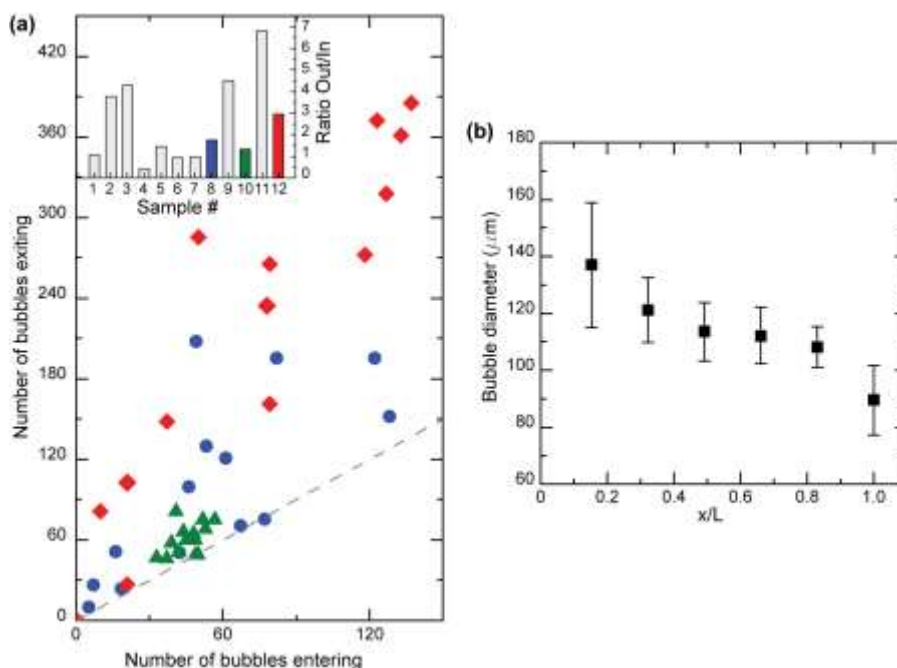 (a)
450
420
360
300
240
180
120
60
0
Number of bubbles exiting
0
60
120
Number of bubbles entering
7
6
5
4
3
2
1
0
Ratio Out/In
1 2 3 4 5 6 7 8 9 10 11 12
Sample #
(b)
180
160
140
120
100
80
60
Bubble diameter (μm)
0 0.2 0.4 0.6 0.8 1.0
x/L